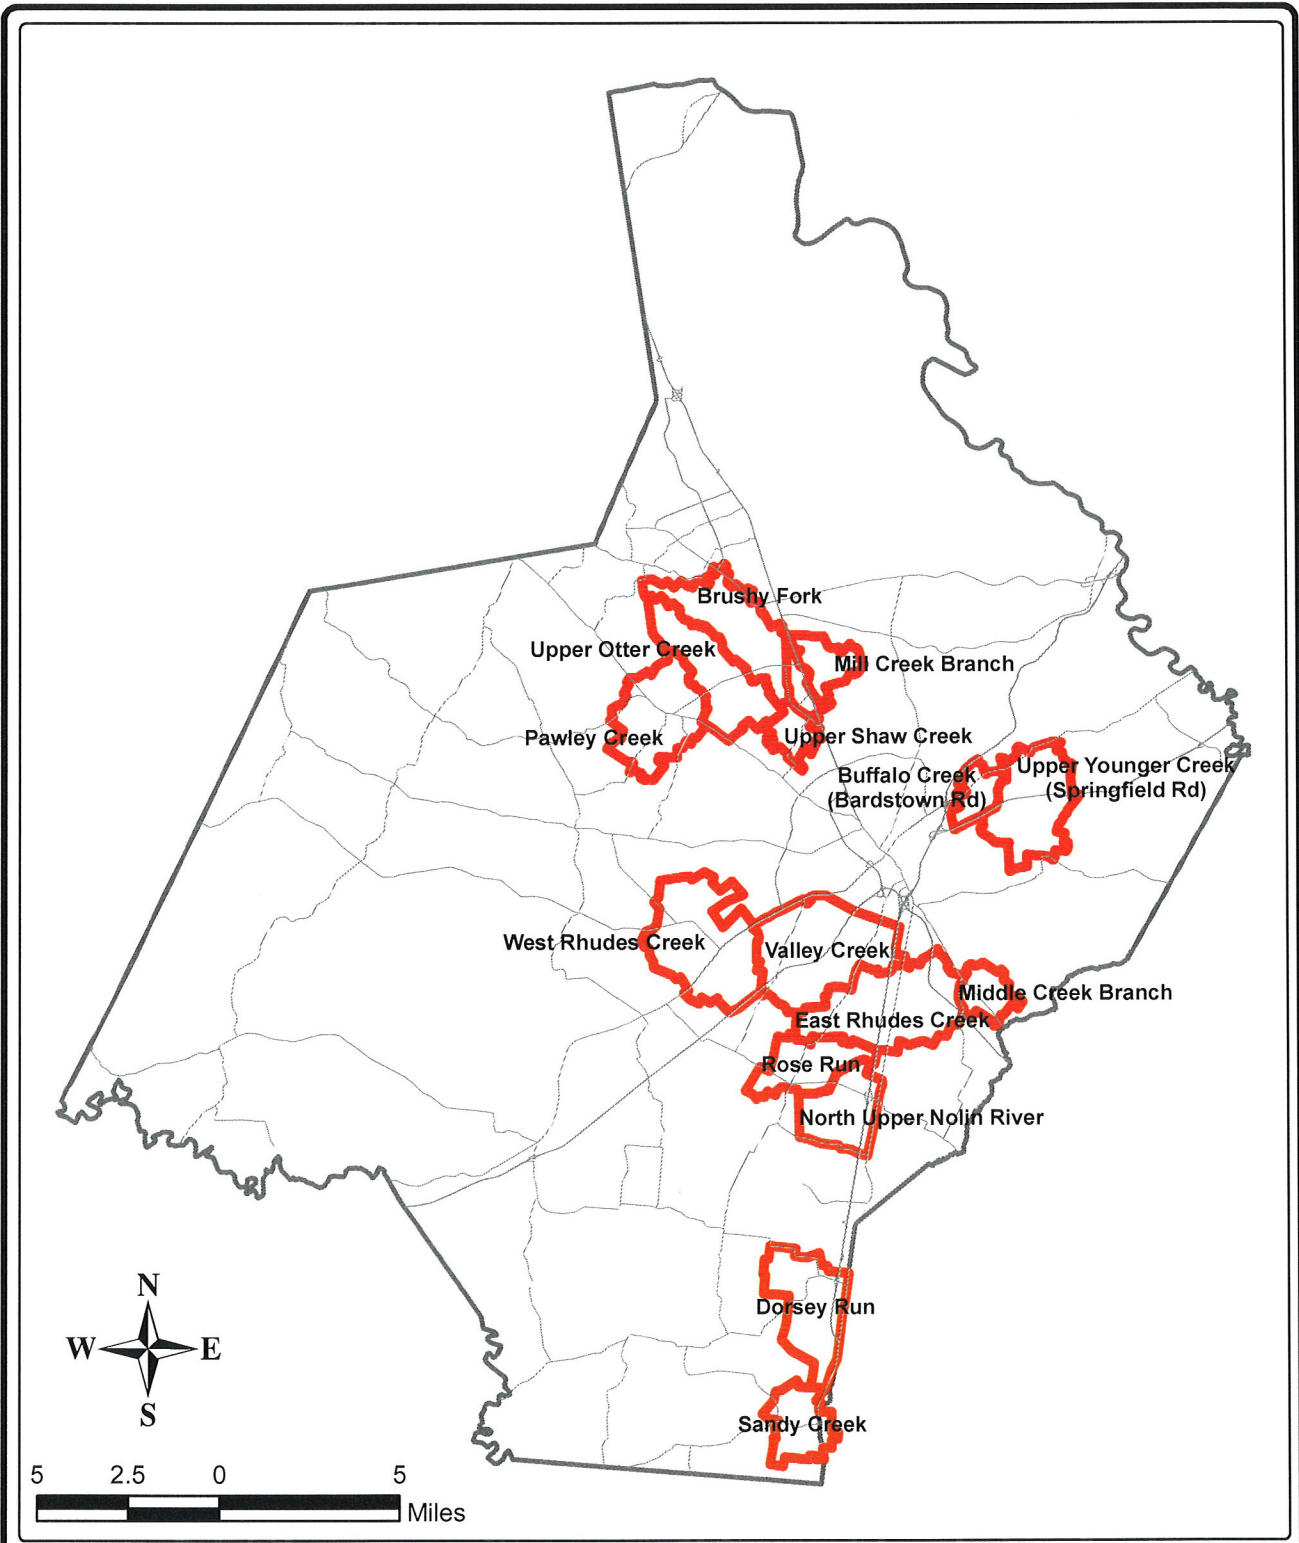 Brushy Fork
Upper Otter Creek
Mill Creek Branch
Pawley Creek
Upper Shaw Creek
Buffalo Creek
(Bardstown Rd)
Upper Younger Creek
(Springfield Rd)
West Rhudes Creek
Valley Creek
Middle Creek Branch
East Rhudes Creek
Rose Run
North Upper Nolin River
Dorsey Run
Sandy Creek
N
W E
S
5 2.5 0 5
Miles